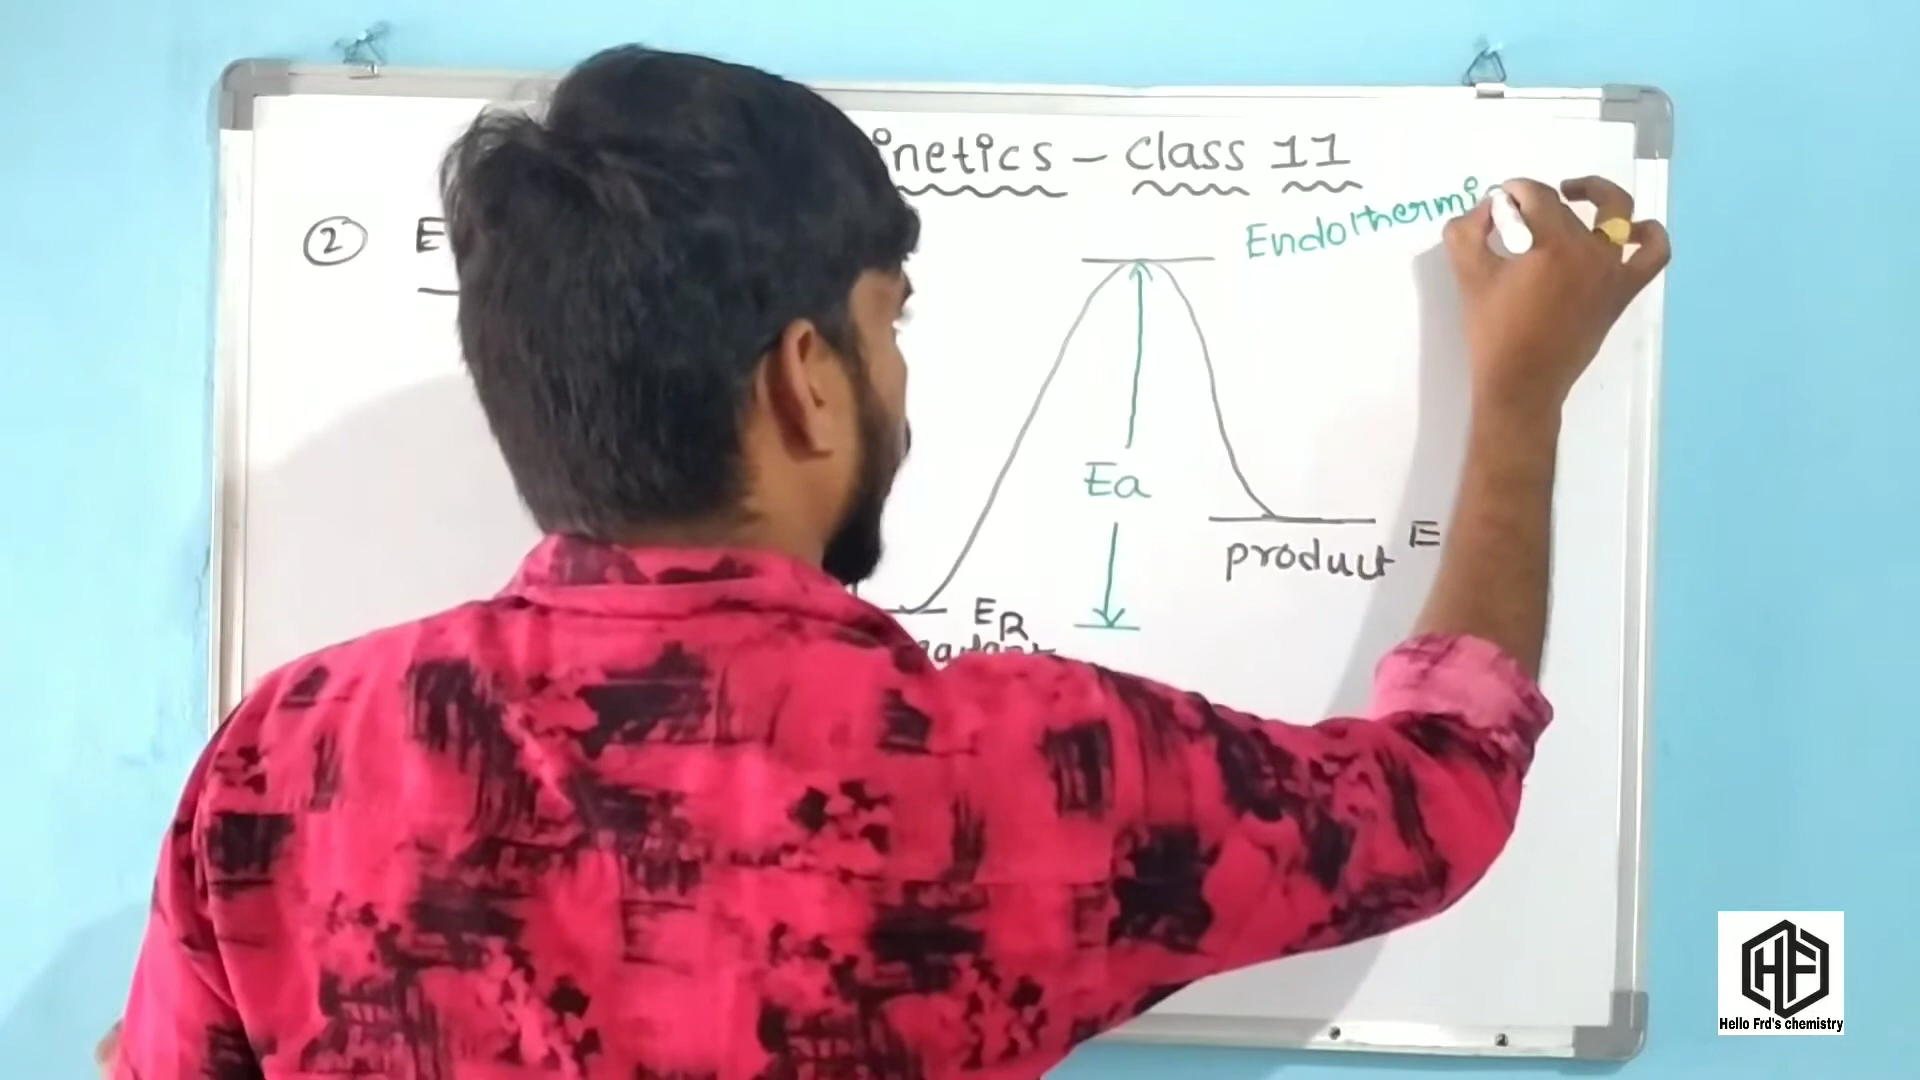 inetics - Class 11
② E
Endothermi
Ea
product E
ER
Hello Frd's chemistry